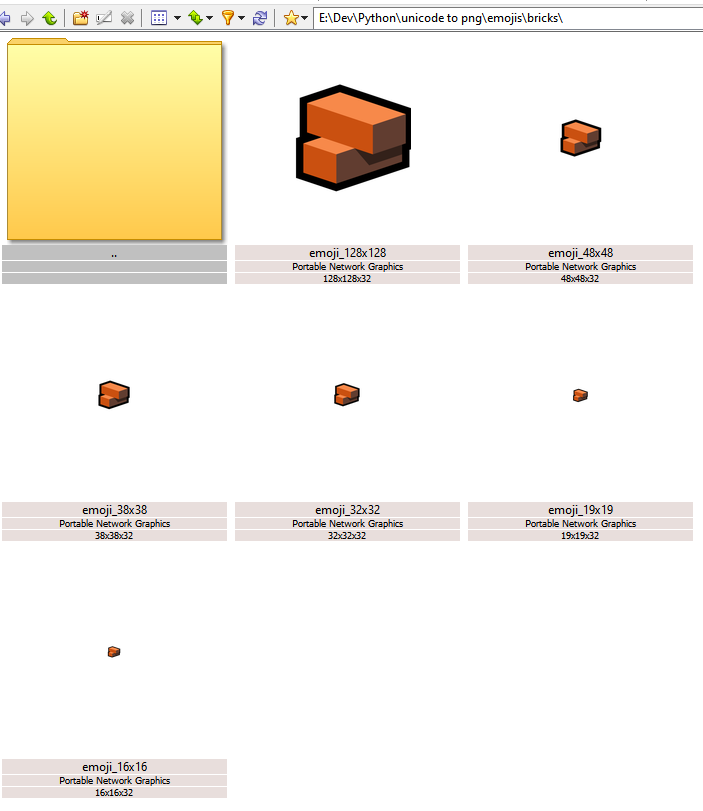 E:\Dev\Python\unicode to png\emojis\bricks\
..
emoji_128x128
Portable Network Graphics
128x128x32
emoji_48x48
Portable Network Graphics
48x48x32
emoji_38x38
Portable Network Graphics
38x38x32
emoji_32x32
Portable Network Graphics
32x32x32
emoji_19x19
Portable Network Graphics
19x19x32
emoji_16x16
Portable Network Graphics
16x16x32